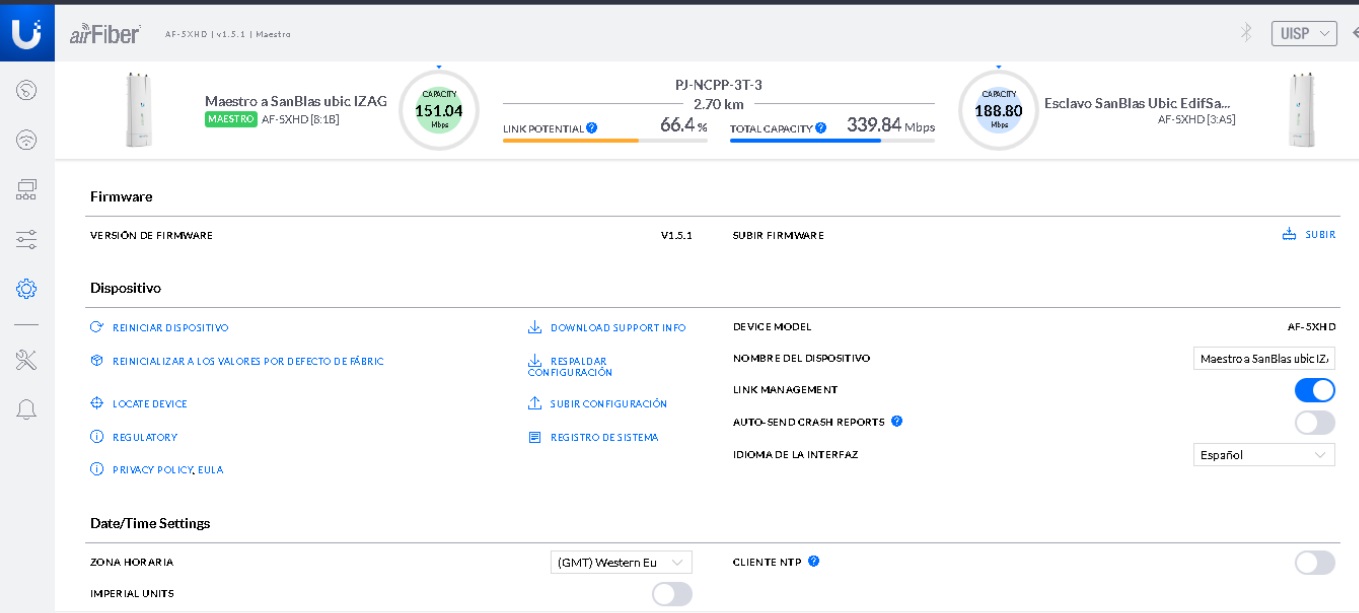 airFiber AF-5XHD | v1.5.1 | Maestro UISP
PJ-NCPP-3T-3
Maestro a SanBlas ubic IZAG CAPACITY 151.04 Mbps 2.70 km CAPACITY 188.80 Mbps Esclavo SanBlas Ubic EdifSa...
MAESTRO AF-5XHD [8:1B] LINK POTENTIAL ? 66.4 % TOTAL CAPACITY ? 339.84 Mbps AF-5XHD [3:A5]
Firmware
VERSIÓN DE FIRMWARE V1.5.1 SUBIR FIRMWARE SUBIR
Dispositivo
REINICIAR DISPOSITIVO DOWNLOAD SUPPORT INFO DEVICE MODEL AF-5XHD
REINICIALIZAR A LOS VALORES POR DEFECTO DE FÁBRIC RESPALDAR CONFIGURACIÓN NOMBRE DEL DISPOSITIVO Maestro a SanBlas ubic IZ
LINK MANAGEMENT
LOCATE DEVICE SUBIR CONFIGURACIÓN
AUTO-SEND CRASH REPORTS ?
REGULATORY REGISTRO DE SISTEMA
IDIOMA DE LA INTERFAZ Español
PRIVACY POLICY, EULA
Date/Time Settings
ZONA HORARIA (GMT) Western Eu CLIENTE NTP ?
IMPERIAL UNITS